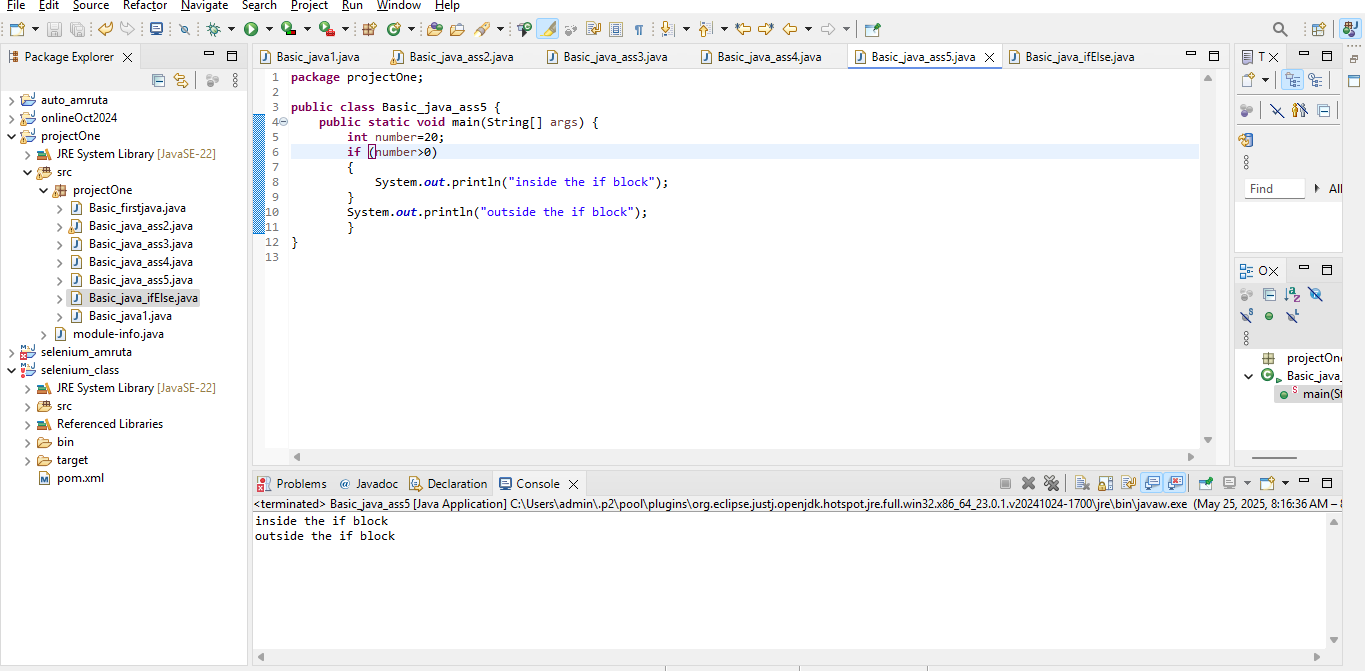 File Edit Source Refactor Navigate Search Project Run Window Help
Package Explorer
auto_amruta
onlineOct2024
projectOne
JRE System Library [JavaSE-22]
src
projectOne
Basic_firstjava.java
Basic_java_ass2.java
Basic_java_ass3.java
Basic_java_ass4.java
Basic_java_ass5.java
Basic_java_ifElse.java
Basic_java1.java
module-info.java
selenium_amruta
selenium_class
JRE System Library [JavaSE-22]
src
Referenced Libraries
bin
target
pom.xml
Basic_java1.java Basic_java_ass2.java Basic_java_ass3.java Basic_java_ass4.java Basic_java_ass5.java Basic_java_ifElse.java
1 package projectOne;
2
3 public class Basic_java_ass5 {
4 public static void main(String[] args) {
5 int number=20;
6 if (number>0)
7 {
8 System.out.println("inside the if block");
9 }
10 System.out.println("outside the if block");
11 }
12 }
13
T
Find All
O
projectOne
Basic_java_
main(St
Problems Javadoc Declaration Console
<terminated> Basic_java_ass5 [Java Application] C:\Users\admin\.p2\pool\plugins\org.eclipse.justj.openjdk.hotspot.jre.full.win32.x86_64_23.0.1.v20241024-1700\jre\bin\javaw.exe (May 25, 2025, 8:16:36 AM – 8
inside the if block
outside the if block